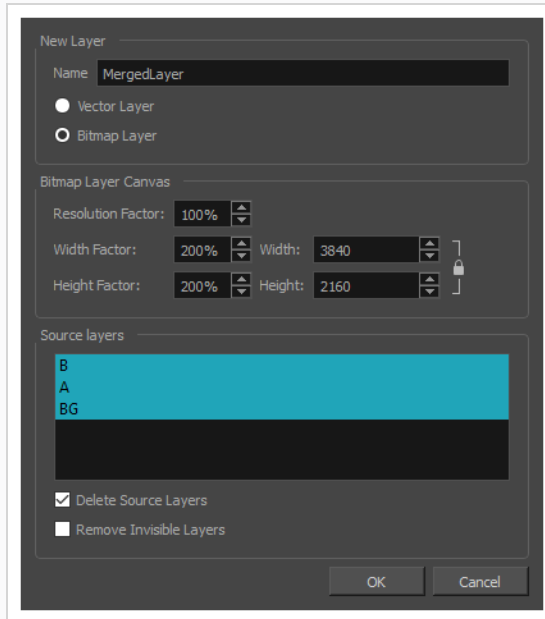 New Layer
Name MergedLayer
Vector Layer
Bitmap Layer
Bitmap Layer Canvas
Resolution Factor: 100%
Width Factor: 200% Width: 3840
Height Factor: 200% Height: 2160
Source layers
B
A
BG
Delete Source Layers
Remove Invisible Layers
OK Cancel